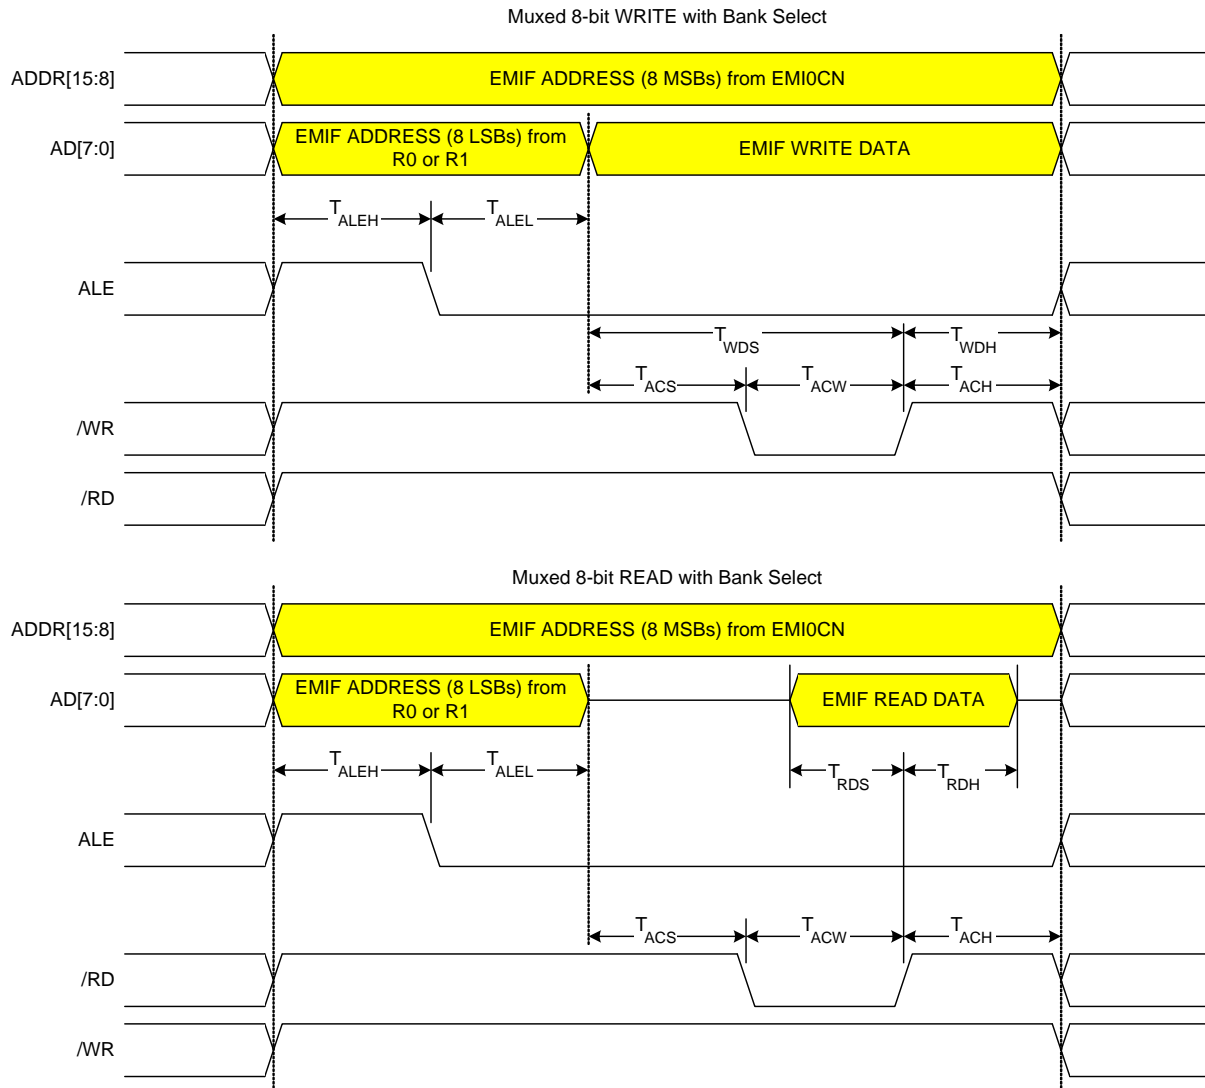 Muxed 8-bit WRITE with Bank Select
ADDR[15:8]
EMIF ADDRESS (8 MSBs) from EMI0CN
AD[7:0]
EMIF ADDRESS (8 LSBs) from
R0 or R1
EMIF WRITE DATA
TALEH
TALEL
ALE
TWDS
TWDH
TACS
TACW
TACH
/WR
/RD
Muxed 8-bit READ with Bank Select
ADDR[15:8]
EMIF ADDRESS (8 MSBs) from EMI0CN
AD[7:0]
EMIF ADDRESS (8 LSBs) from
R0 or R1
EMIF READ DATA
TALEH
TALEL
TRDS
TRDH
ALE
TACS
TACW
TACH
/RD
/WR